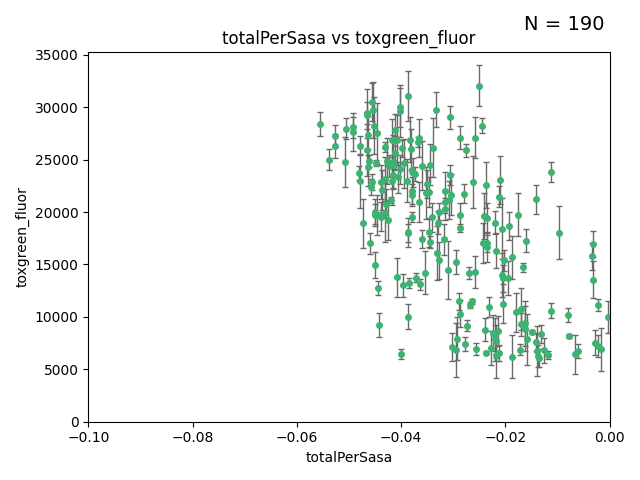 N = 190
totalPerSasa vs toxgreen_fluor
35000
30000
25000
20000
15000
10000
5000
0
toxgreen_fluor
−0.10 −0.08 −0.06 −0.04 −0.02 0.00
totalPerSasa